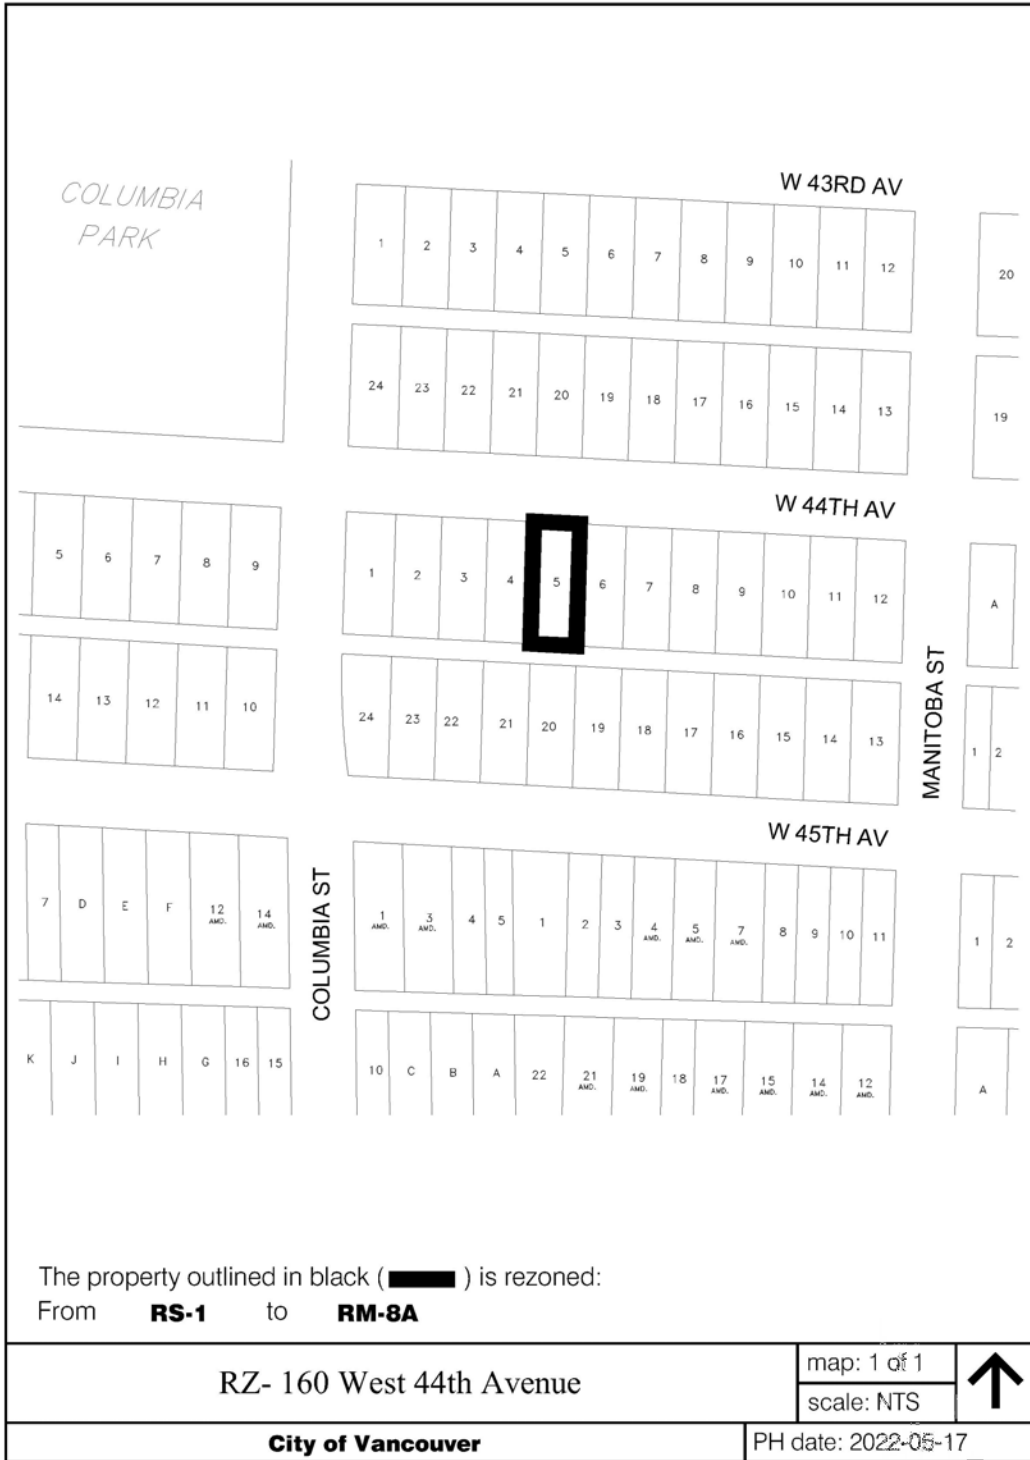 COLUMBIA
PARK
W 43RD AV
1 2 3 4 5 6 7 8 9 10 11 12
20
24 23 22 21 20 19 18 17 16 15 14 13
19
W 44TH AV
5 6 7 8 9
1 2 3 4 5 6 7 8 9 10 11 12
A
14 13 12 11 10
24 23 22 21 20 19 18 17 16 15 14 13
1 2
MANITOBA ST
W 45TH AV
7 D E F 12 AMD. 14 AMD.
COLUMBIA ST
1 AMD. 3 AMD. 4 5 1 2 3 4 AMD. 5 AMD. 7 AMD. 8 9 10 11
1 2
K J I H G 16 15
10 C B A 22 21 AMD. 19 AMD. 18 17 AMD. 15 AMD. 14 AMD. 12 AMD.
A
The property outlined in black ( ) is rezoned:
From RS-1 to RM-8A
RZ- 160 West 44th Avenue
map: 1 of 1
scale: NTS
City of Vancouver
PH date: 2022-05-17